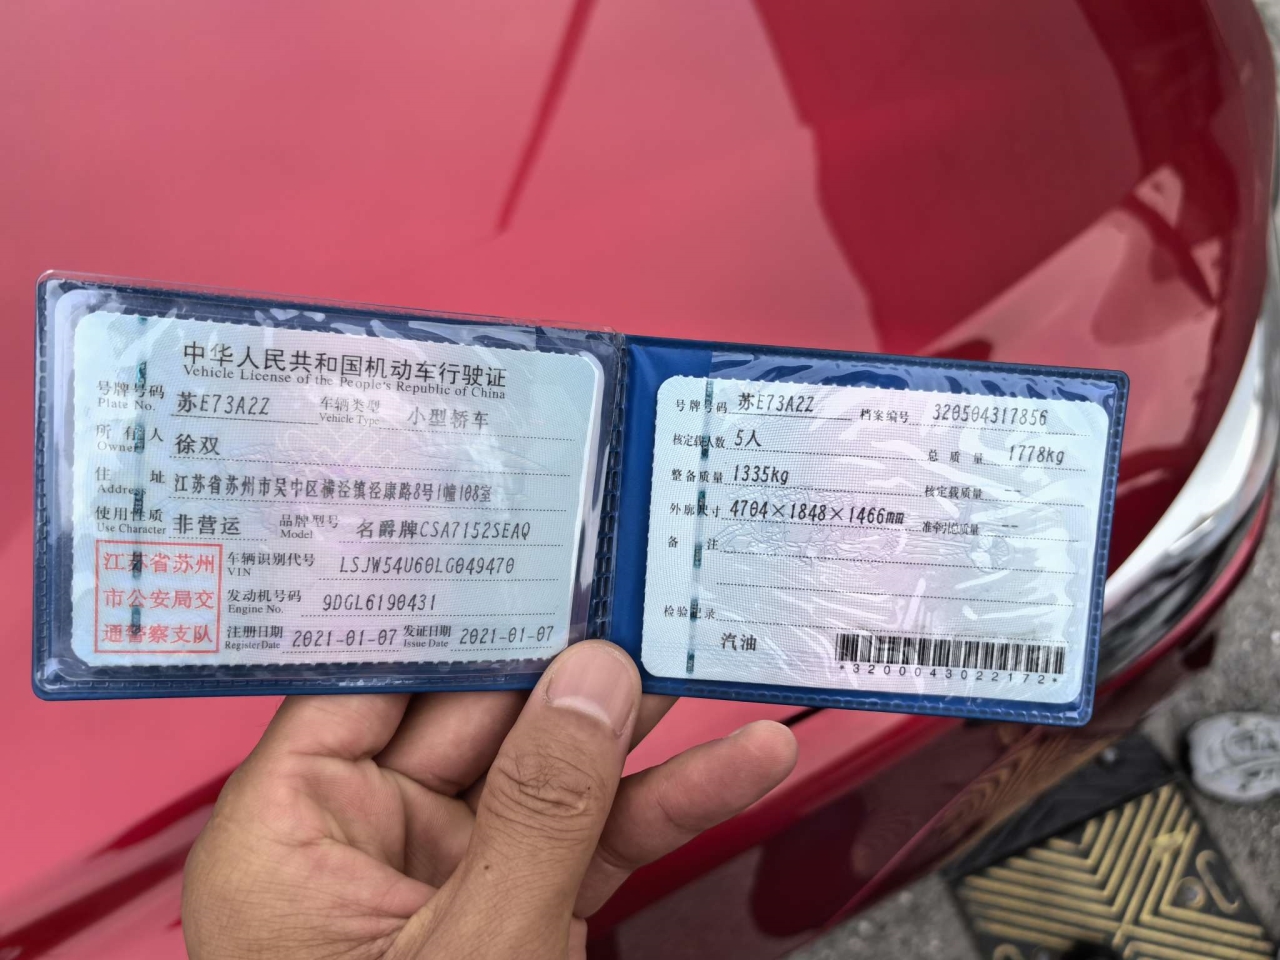 中华人民共和国机动车行驶证
Vehicle License of the People's Republic of China
号牌号码 苏E73A2Z 车辆类型 小型轿车
Plate No. Vehicle Type
所有人 徐双
Owner
住址 江苏省苏州市吴中区横泾镇径康路8号1幢108室
Address
使用性质 非营运 品牌型号 名爵牌CSA7152SEAQ
Use Character Model
江苏省苏州
市公安局交
通警察支队
车辆识别代号 LSJW54U60LG049470
VIN
发动机号码 9DGL6190431
Engine No.
注册日期 2021-01-07 发证日期 2021-01-07
Register Date Issue Date
号牌号码 苏E73A2Z 档案编号 320504317856
核定载人数 5人 总质量 1778kg
整备质量 1335kg 核定载质量 --
外廓尺寸 4704×1848×1466mm 准牵引总质量 --
备注
检验记录
汽油
*3200043022172*